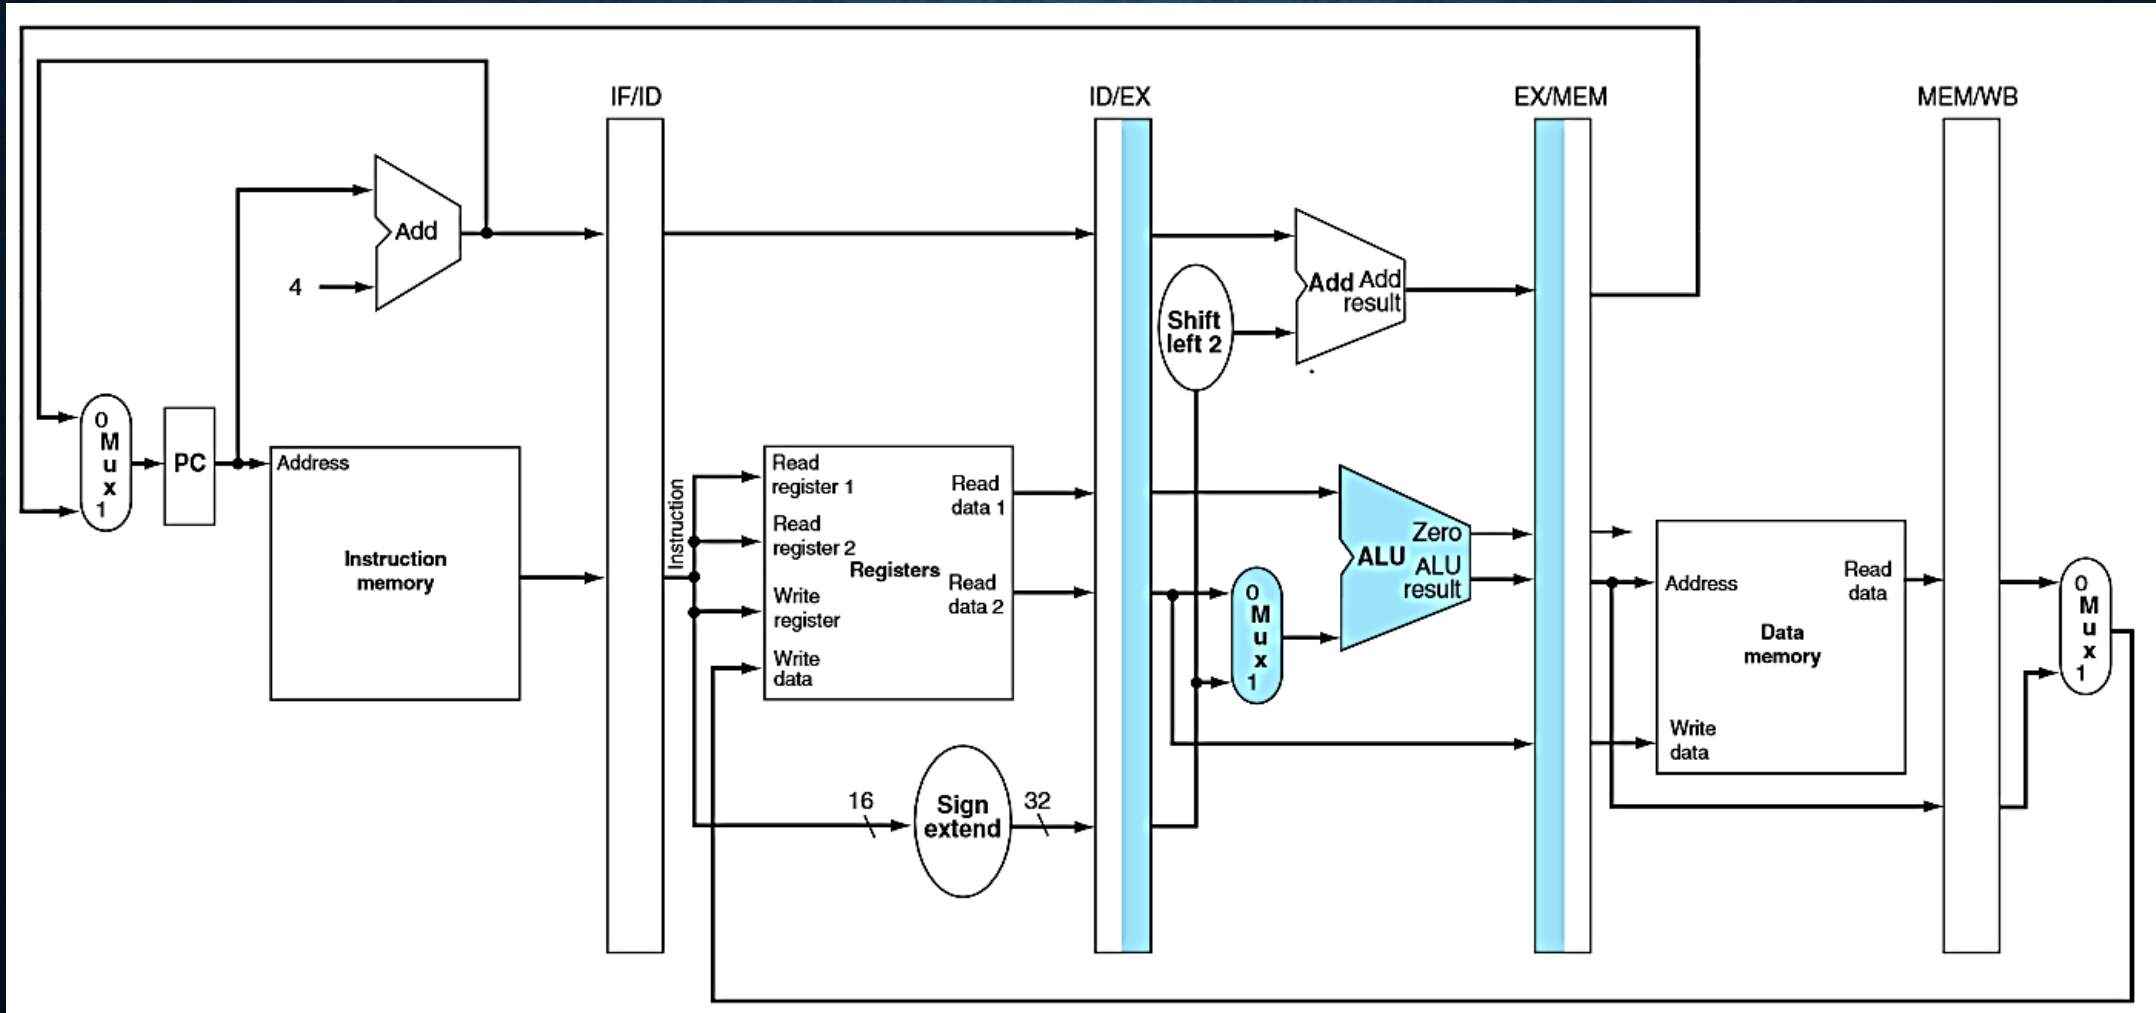 IF/ID
ID/EX
EX/MEM
MEM/WB
Add
4
Add Add
result
Shift
left 2
0
M
u
x
1
PC
Address
Instruction
memory
Instruction
Read
register 1
Read
register 2
Write
register
Write
data
Registers
Read
data 1
Read
data 2
16
Sign
extend
32
0
M
u
x
1
Zero
ALU
ALU
result
Address
Read
data
Data
memory
Write
data
0
M
u
x
1